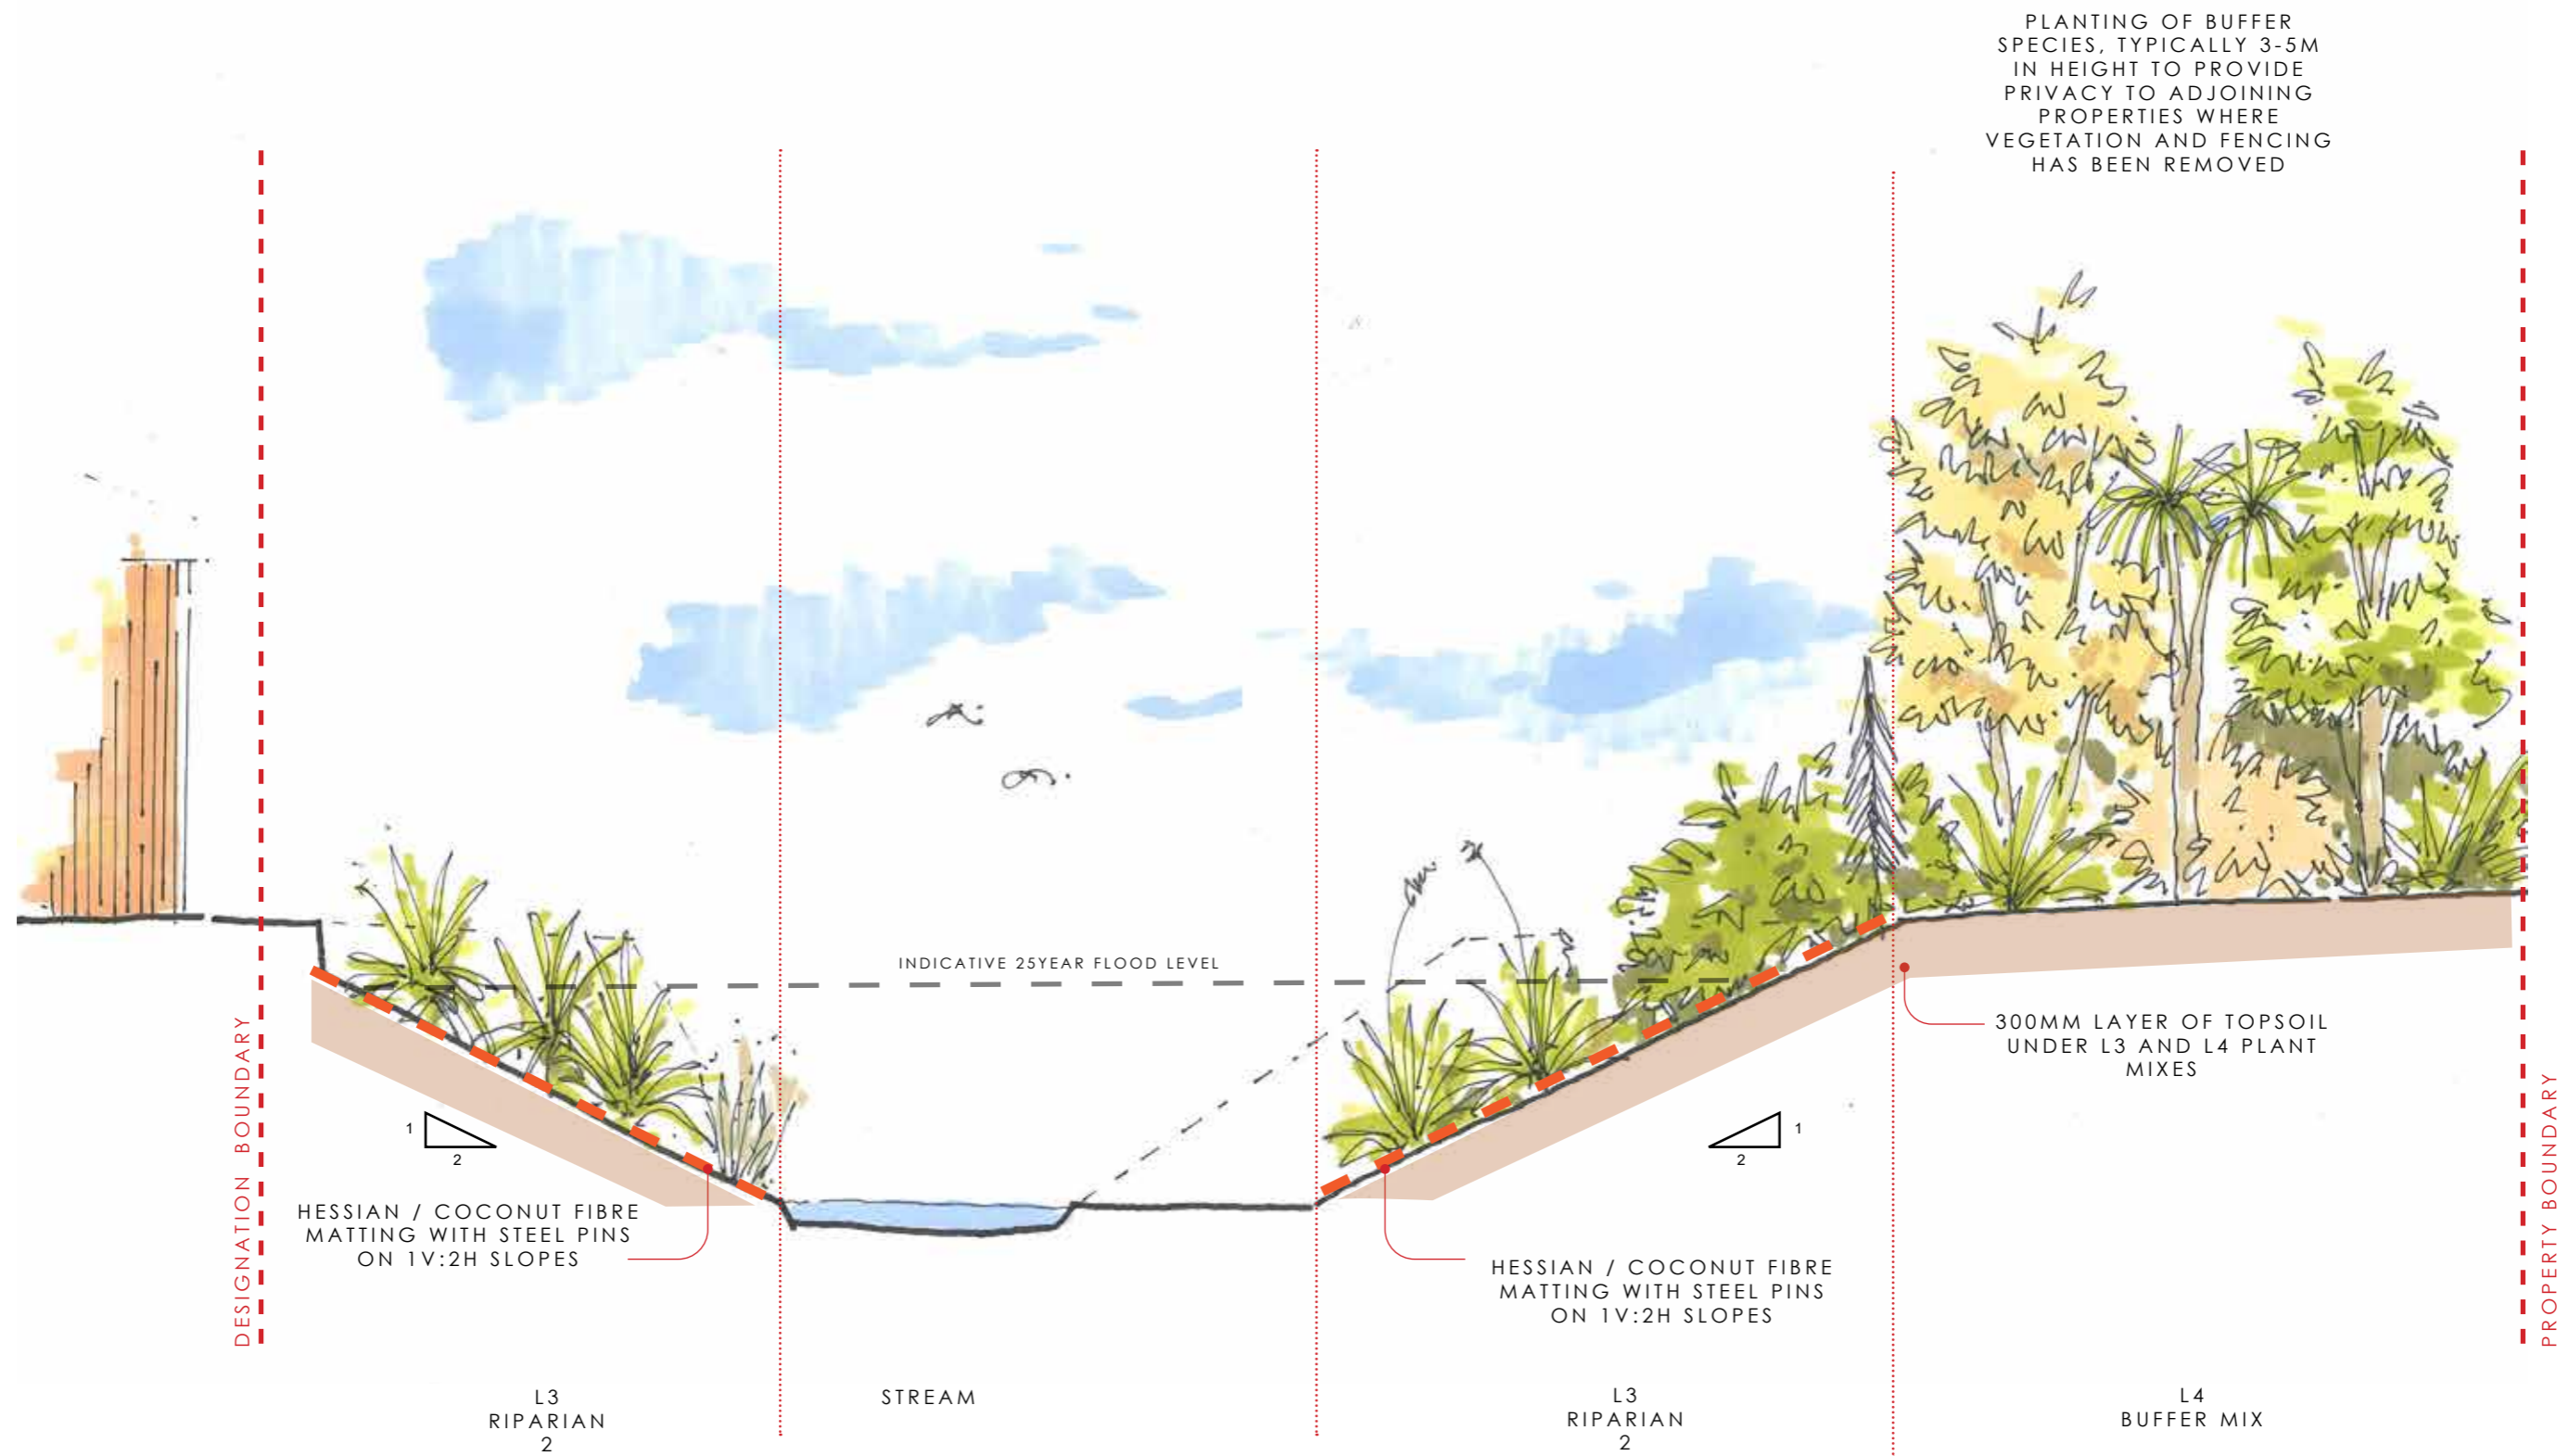 PLANTING OF BUFFER
SPECIES, TYPICALLY 3-5M
IN HEIGHT TO PROVIDE
PRIVACY TO ADJOINING
PROPERTIES WHERE
VEGETATION AND FENCING
HAS BEEN REMOVED
INDICATIVE 25YEAR FLOOD LEVEL
300MM LAYER OF TOPSOIL
UNDER L3 AND L4 PLANT
MIXES
DESIGNATION BOUNDARY
PROPERTY BOUNDARY
1
2
1
2
HESSIAN / COCONUT FIBRE
MATTING WITH STEEL PINS
ON 1V:2H SLOPES
HESSIAN / COCONUT FIBRE
MATTING WITH STEEL PINS
ON 1V:2H SLOPES
L3
RIPARIAN
2
STREAM
L3
RIPARIAN
2
L4
BUFFER MIX